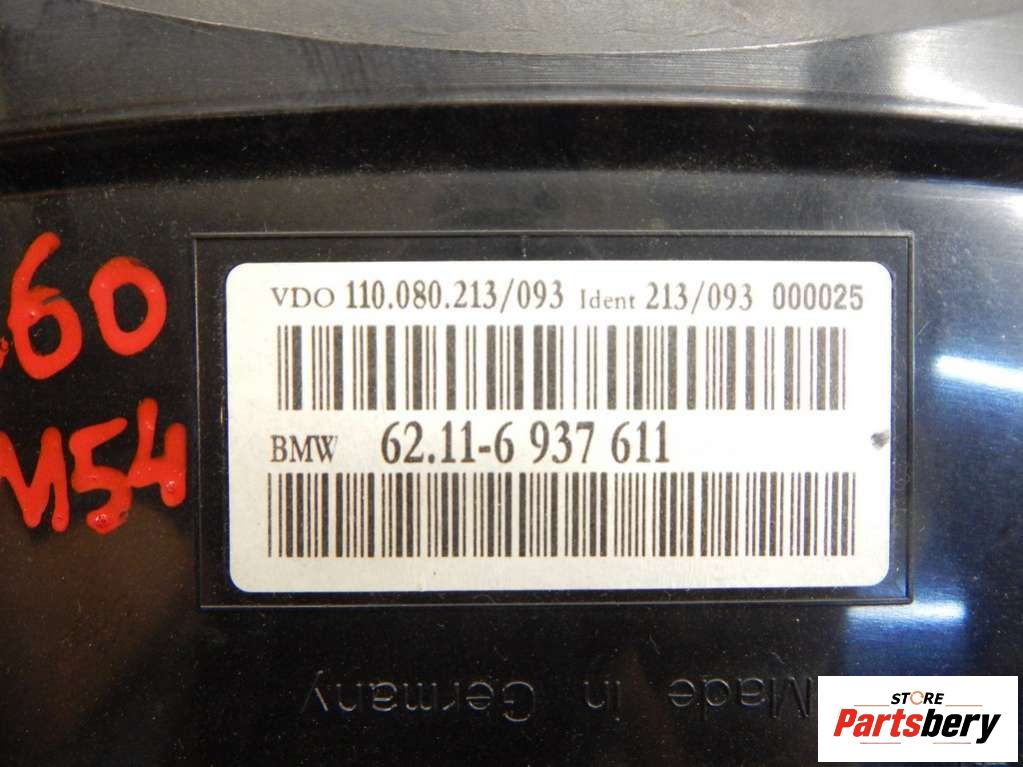 VDO 110.080.213/093 Ident 213/093 000025
BMW 62.11-6 937 611
60
M54
Made in Germany
STORE
Partsbery